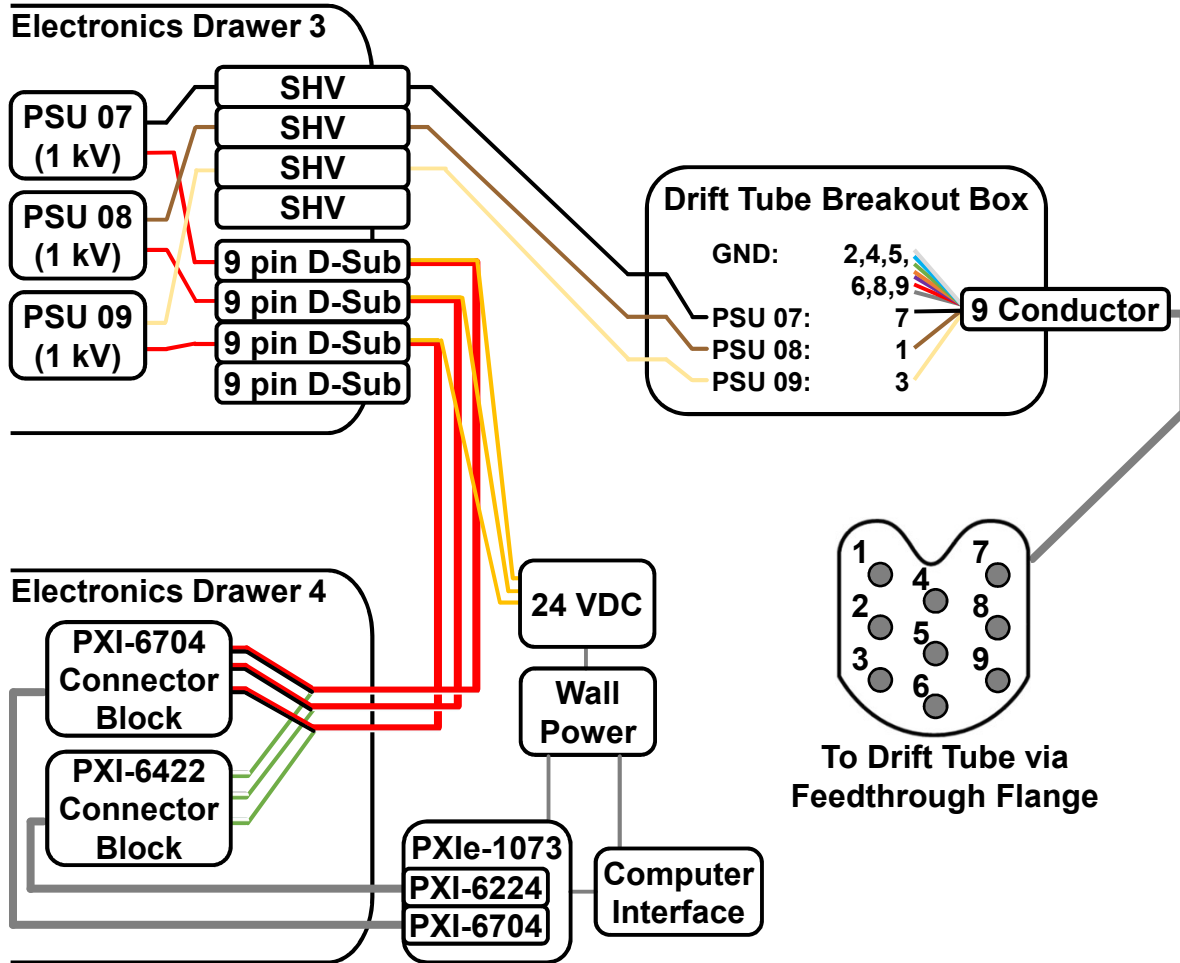 Electronics Drawer 3
PSU 07
(1 kV)
PSU 08
(1 kV)
PSU 09
(1 kV)
SHV
SHV
SHV
SHV
9 pin D-Sub
9 pin D-Sub
9 pin D-Sub
9 pin D-Sub
Drift Tube Breakout Box
GND: 2,4,5,
6,8,9
PSU 07: 7
PSU 08: 1
PSU 09: 3
9 Conductor
Electronics Drawer 4
PXI-6704
Connector
Block
PXI-6422
Connector
Block
24 VDC
Wall
Power
PXIe-1073
PXI-6224
PXI-6704
Computer
Interface
1
2
3
4
5
6
7
8
9
To Drift Tube via
Feedthrough Flange